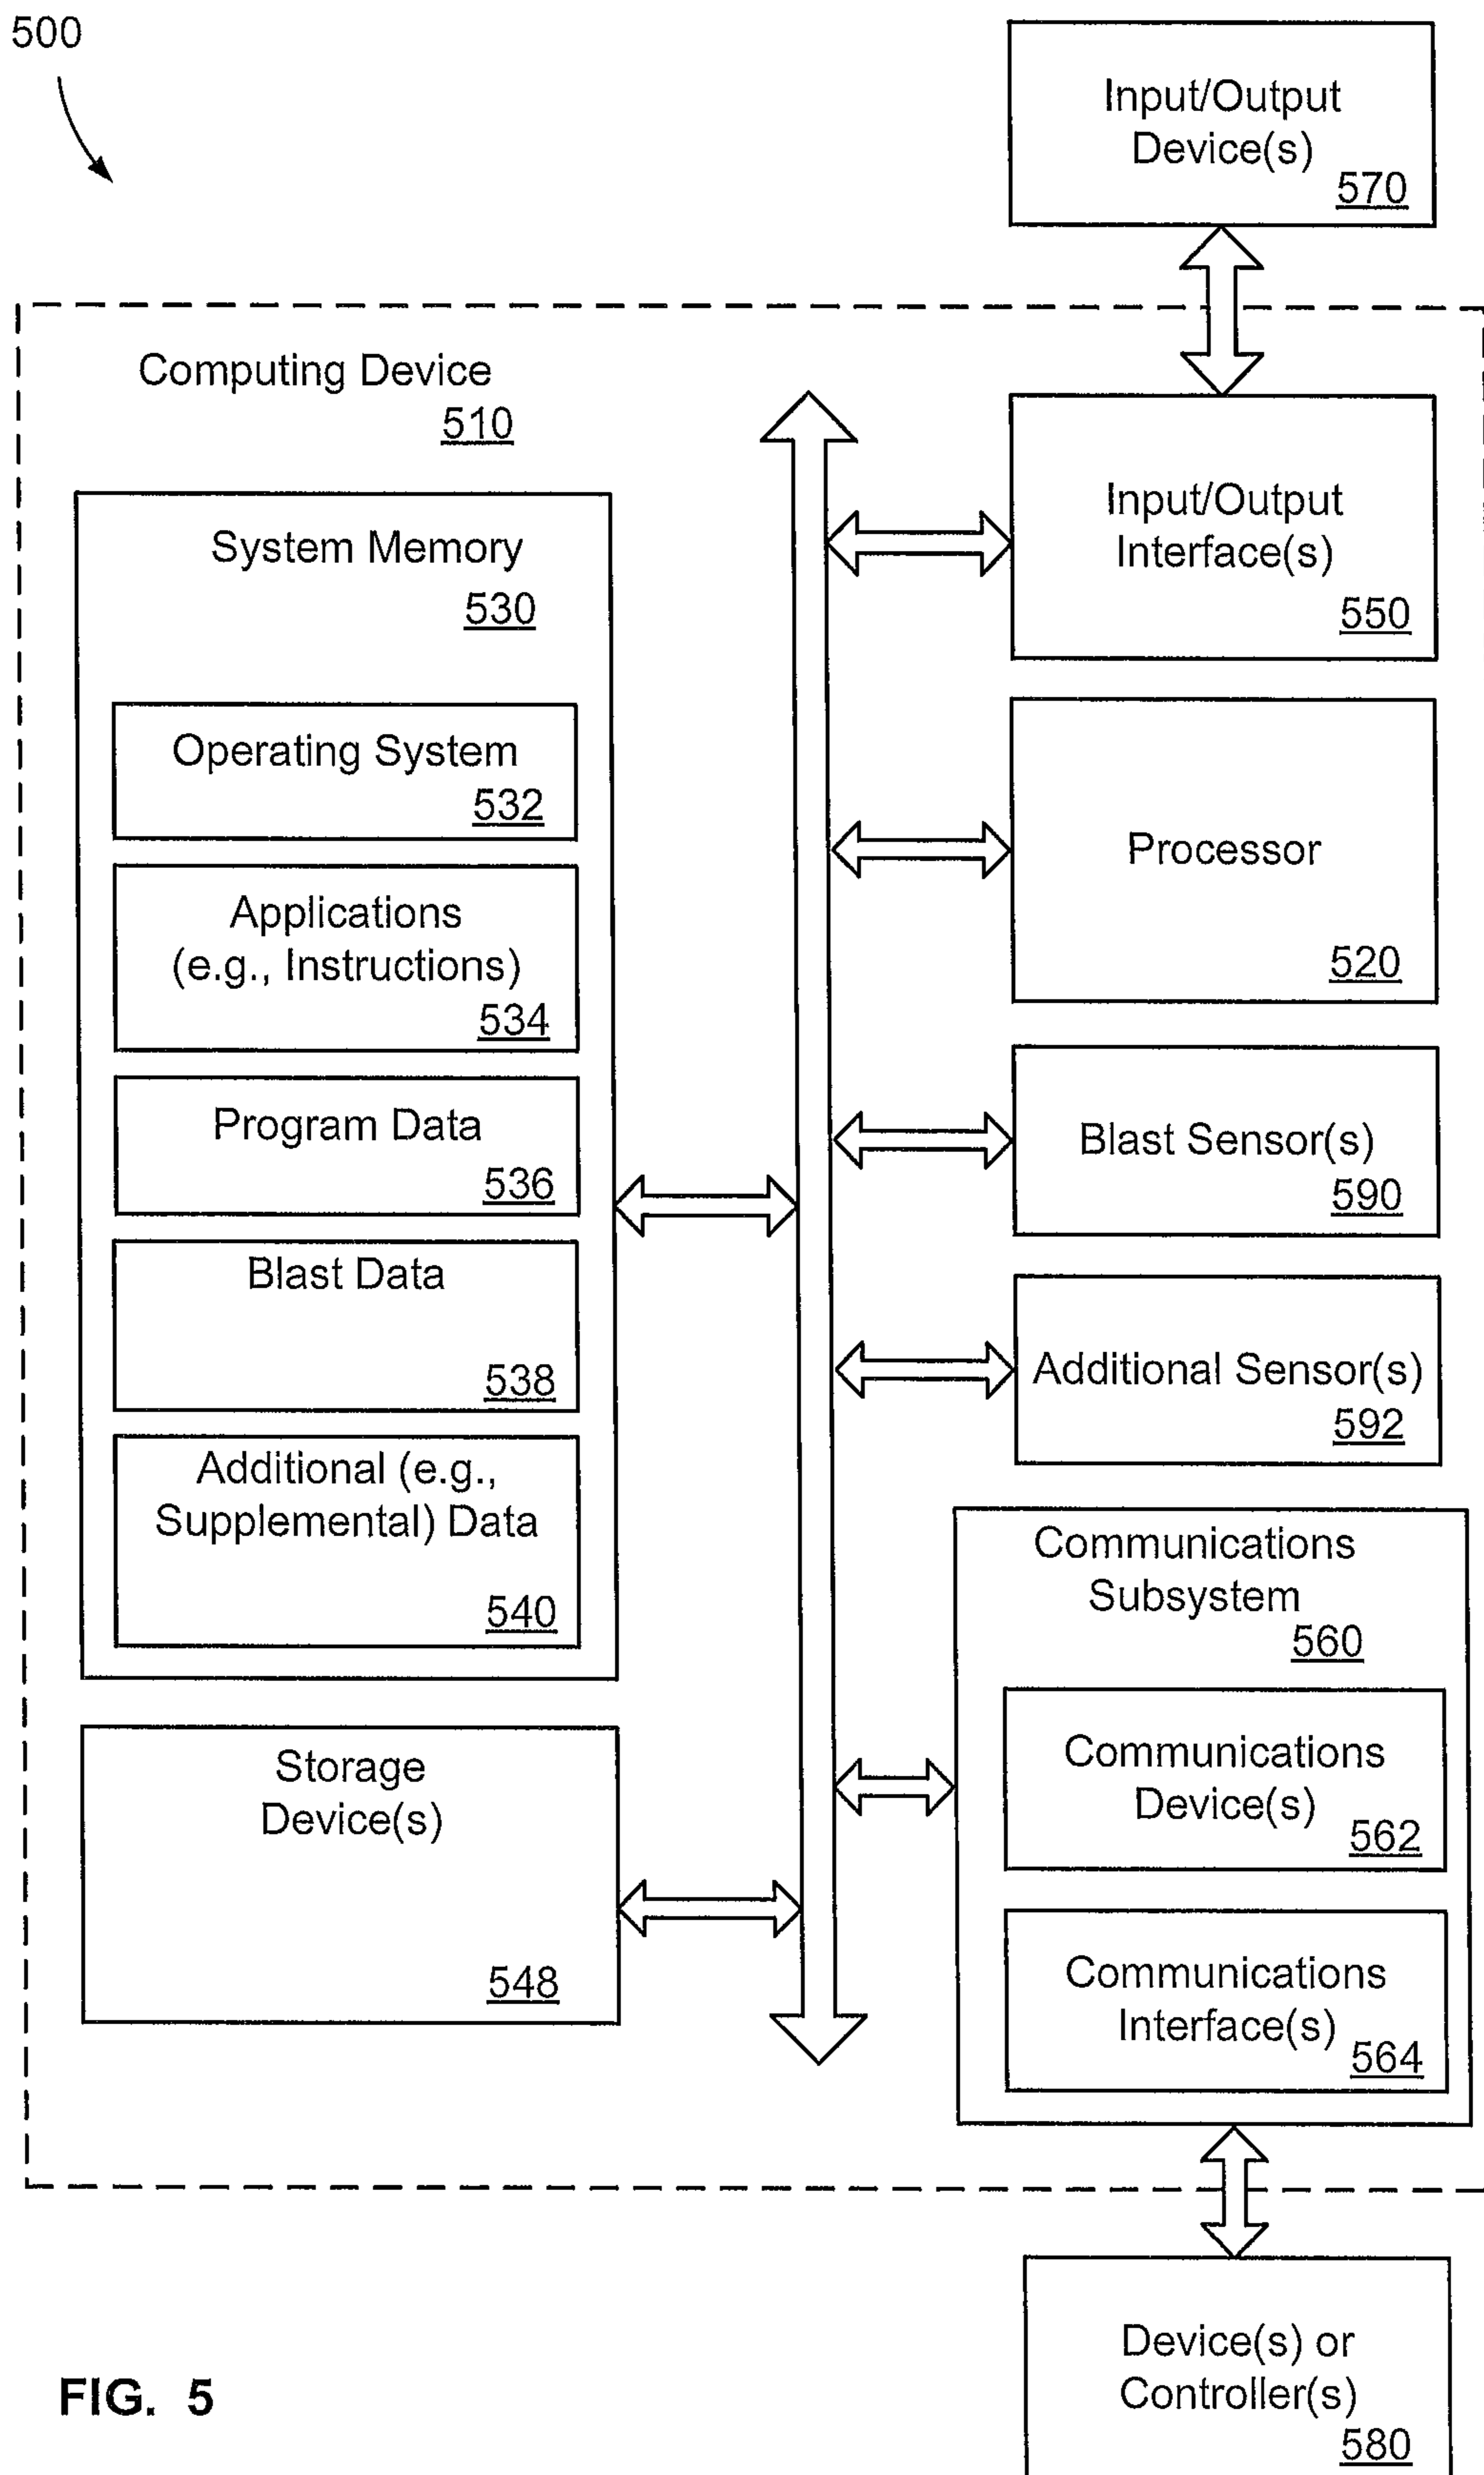 500
Input/Output
Device(s)
570
Computing Device
510
System Memory
530
Operating System
532
Applications
(e.g., Instructions)
534
Program Data
536
Blast Data
538
Additional (e.g.,
Supplemental) Data
540
Storage
Device(s)
548
Input/Output
Interface(s)
550
Processor
520
Blast Sensor(s)
590
Additional Sensor(s)
592
Communications
Subsystem
560
Communications
Device(s)
562
Communications
Interface(s)
564
Device(s) or
Controller(s)
580
FIG. 5